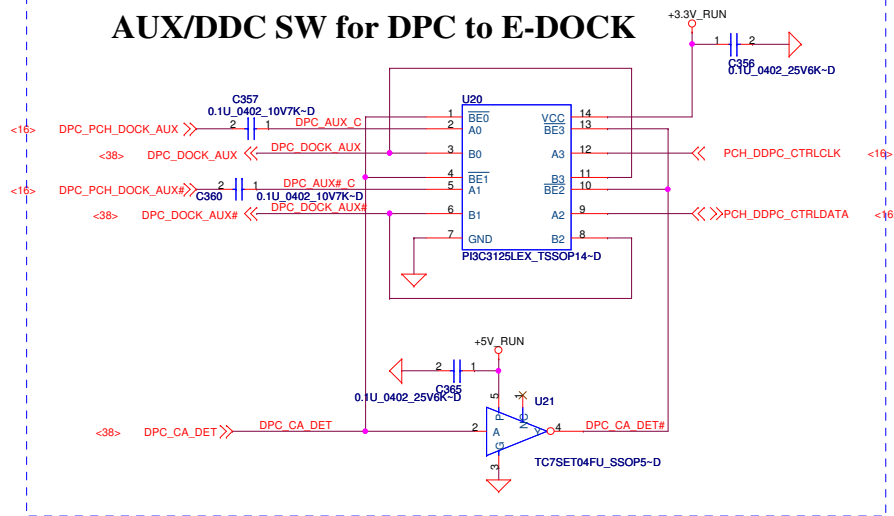 AUX/DDC SW for DPC to E-DOCK
+3.3V_RUN
1 2
C356
0.1U_0402_25V6K~D
C357
0.1U_0402_10V7K~D
U20
<16> DPC_PCH_DOCK_AUX 2 1 DPC_AUX_C
<38> DPC_DOCK_AUX DPC_DOCK_AUX
<16> DPC_PCH_DOCK_AUX# 2 1 DPC_AUX#_C
C360 0.1U_0402_10V7K~D
<38> DPC_DOCK_AUX# DPC_DOCK_AUX#
1 BE0 VCC 14
2 A0 BE3 13
3 B0 A3 12
4 BE1 B3 11
5 A1 BE2 10
6 B1 A2 9
7 GND B2 8
PCH_DDPC_CTRLCLK <16>
PCH_DDPC_CTRLDATA <16>
PI3C3125LEX_TSSOP14~D
+5V_RUN
2 1
C365
0.1U_0402_25V6K~D
5 1 U21
P NC
<38> DPC_CA_DET DPC_CA_DET 2 A Y 4 DPC_CA_DET#
G
3
TC7SET04FU_SSOP5~D